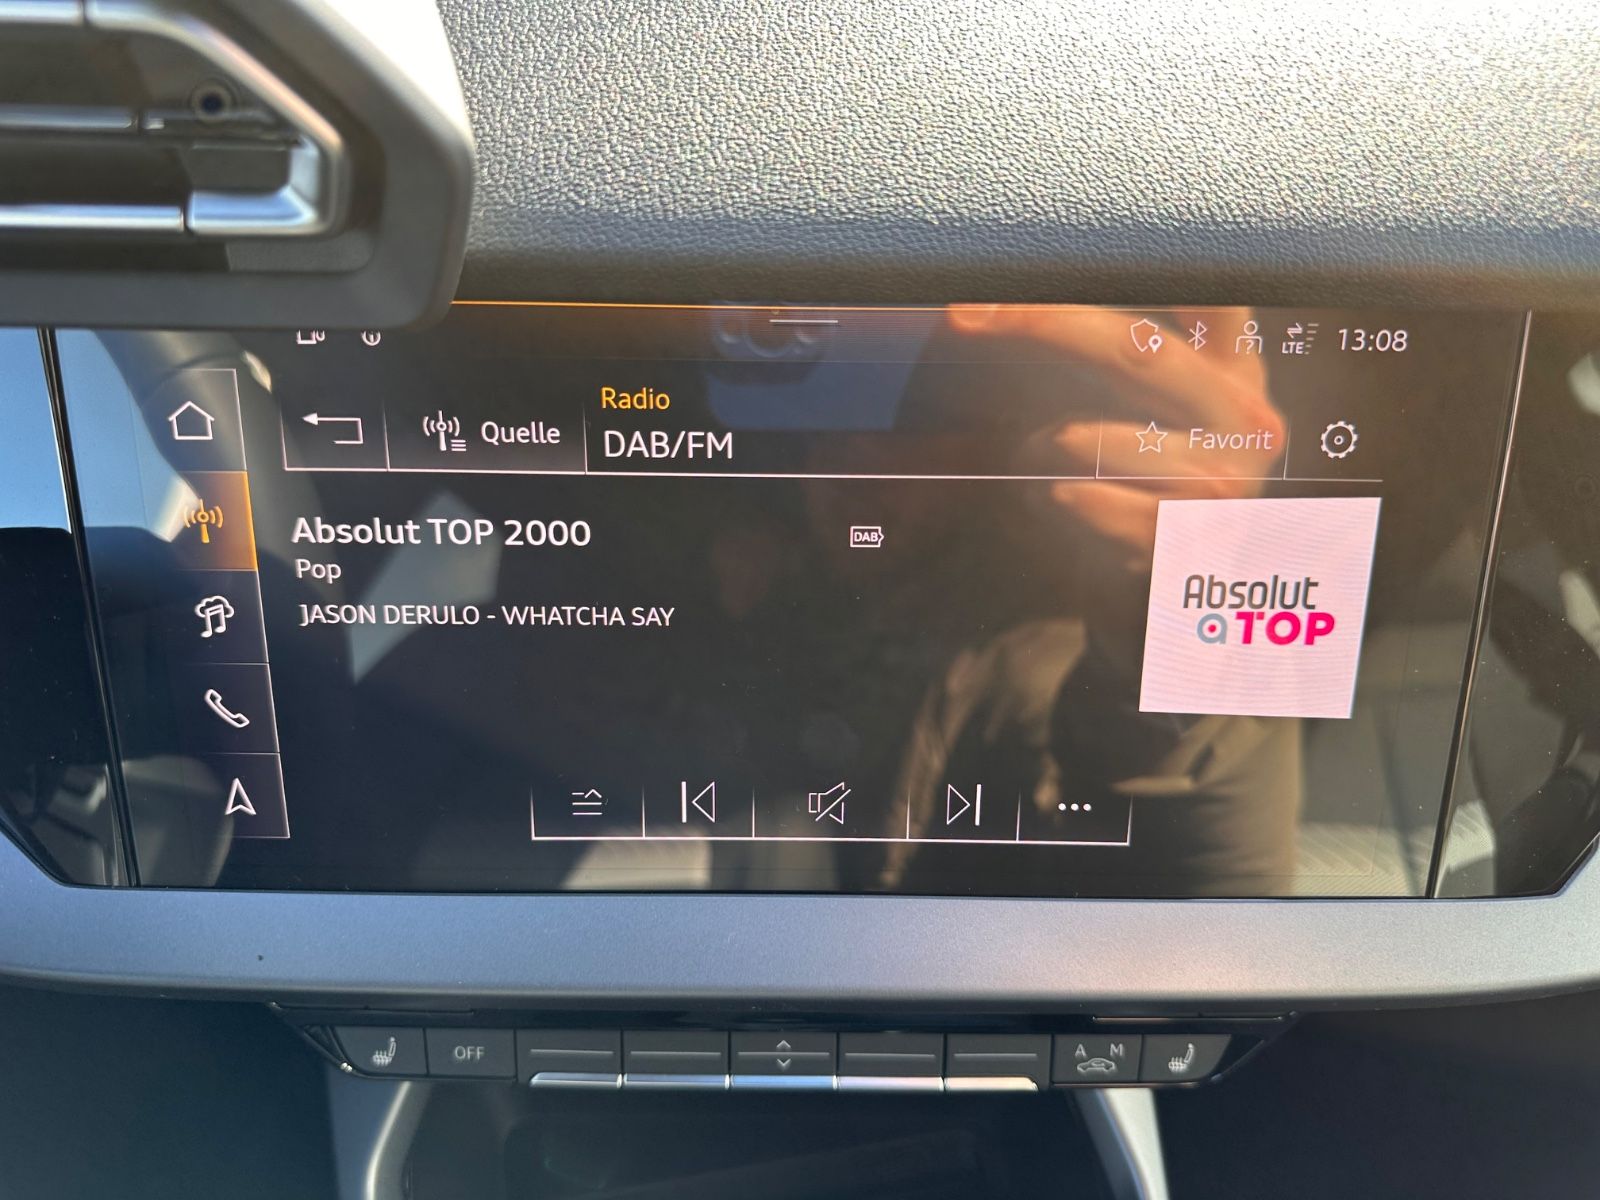 LTE 13:08
Quelle
Radio
DAB/FM
Favorit
Absolut TOP 2000
DAB
Pop
JASON DERULO - WHATCHA SAY
Absolut
TOP
OFF
A M